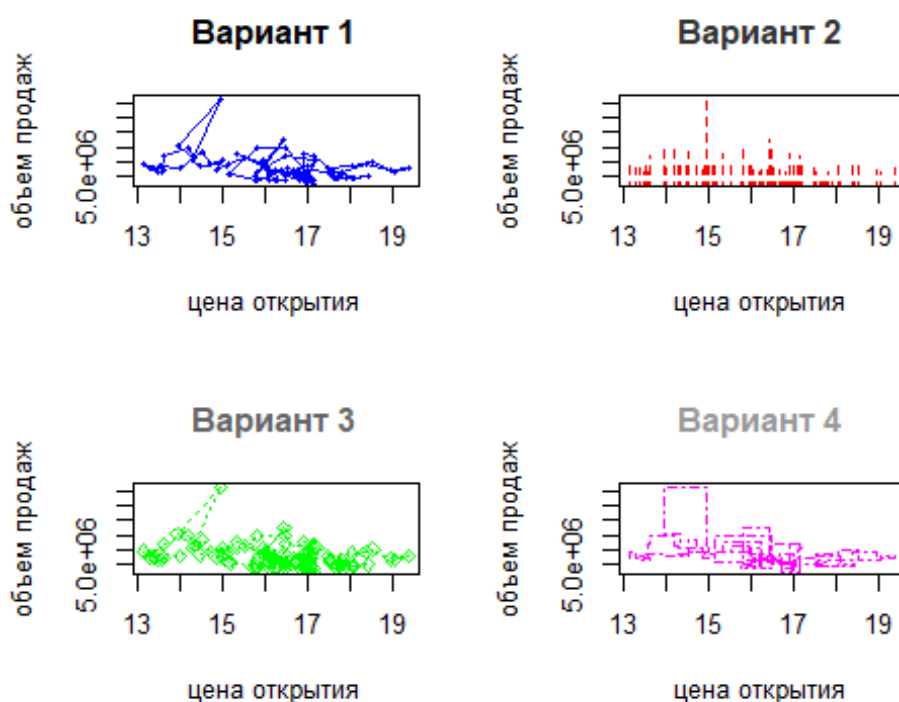 Вариант 1
объем продаж
5.0e+06
13 15 17 19
цена открытия
Вариант 2
объем продаж
5.0e+06
13 15 17 19
цена открытия
Вариант 3
объем продаж
5.0e+06
13 15 17 19
цена открытия
Вариант 4
объем продаж
5.0e+06
13 15 17 19
цена открытия